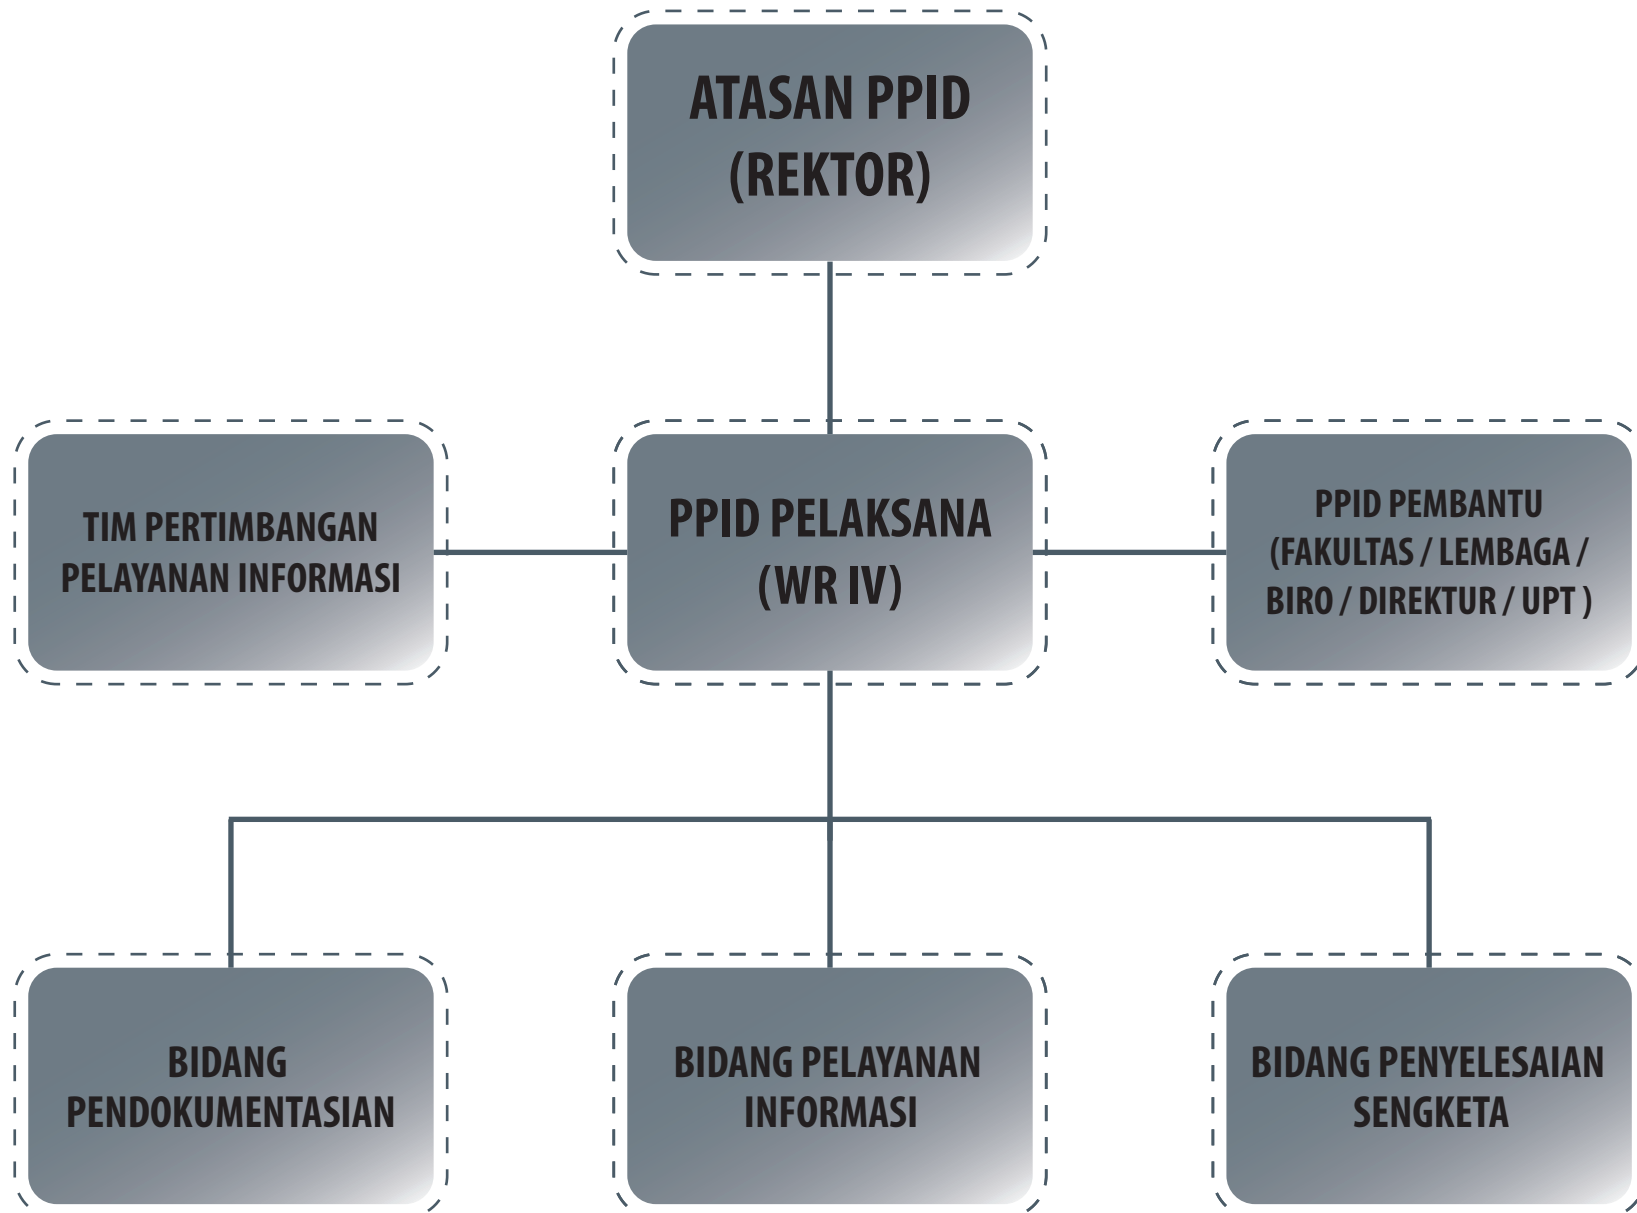 ATASAN PPID
(REKTOR)
TIM PERTIMBANGAN
PELAYANAN INFORMASI
PPID PELAKSANA
(WR IV)
PPID PEMBANTU
(FAKULTAS / LEMBAGA /
BIRO / DIREKTUR / UPT )
BIDANG
PENDOKUMENTASIAN
BIDANG PELAYANAN
INFORMASI
BIDANG PENYELESAIAN
SENGKETA